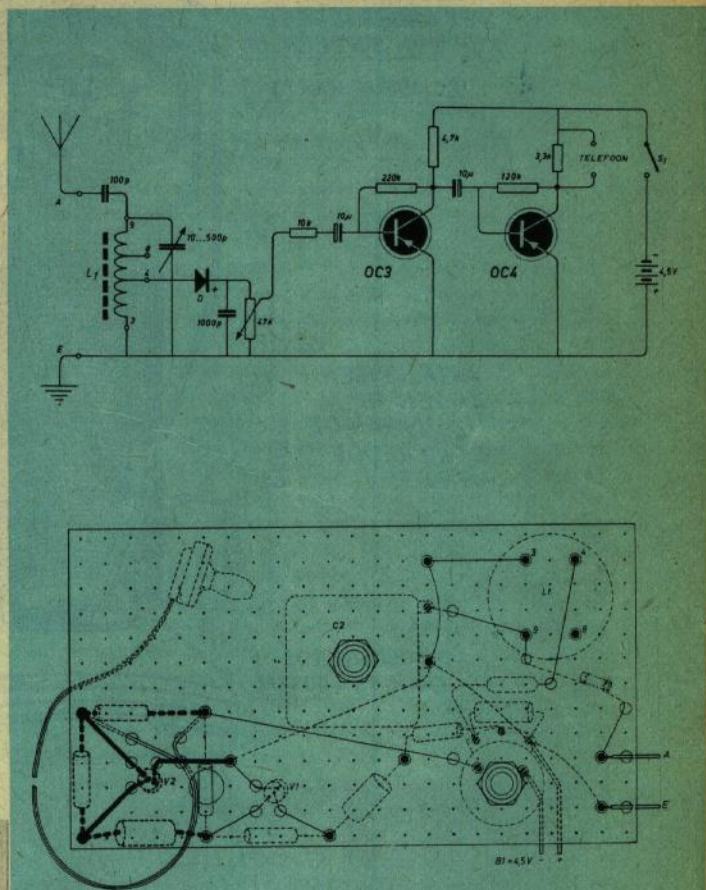 A
100p
9
10...500p
8
L1
4
D
+
1000p
47k
3
E
10k
10μ
220k
4,7k
10μ
120k
3,3k
TELEFOON
S1
OC3
OC4
-
4,5V
+
3
4
L1
C2
9
8
V2
V1
A
E
B1=4,5V
-
+